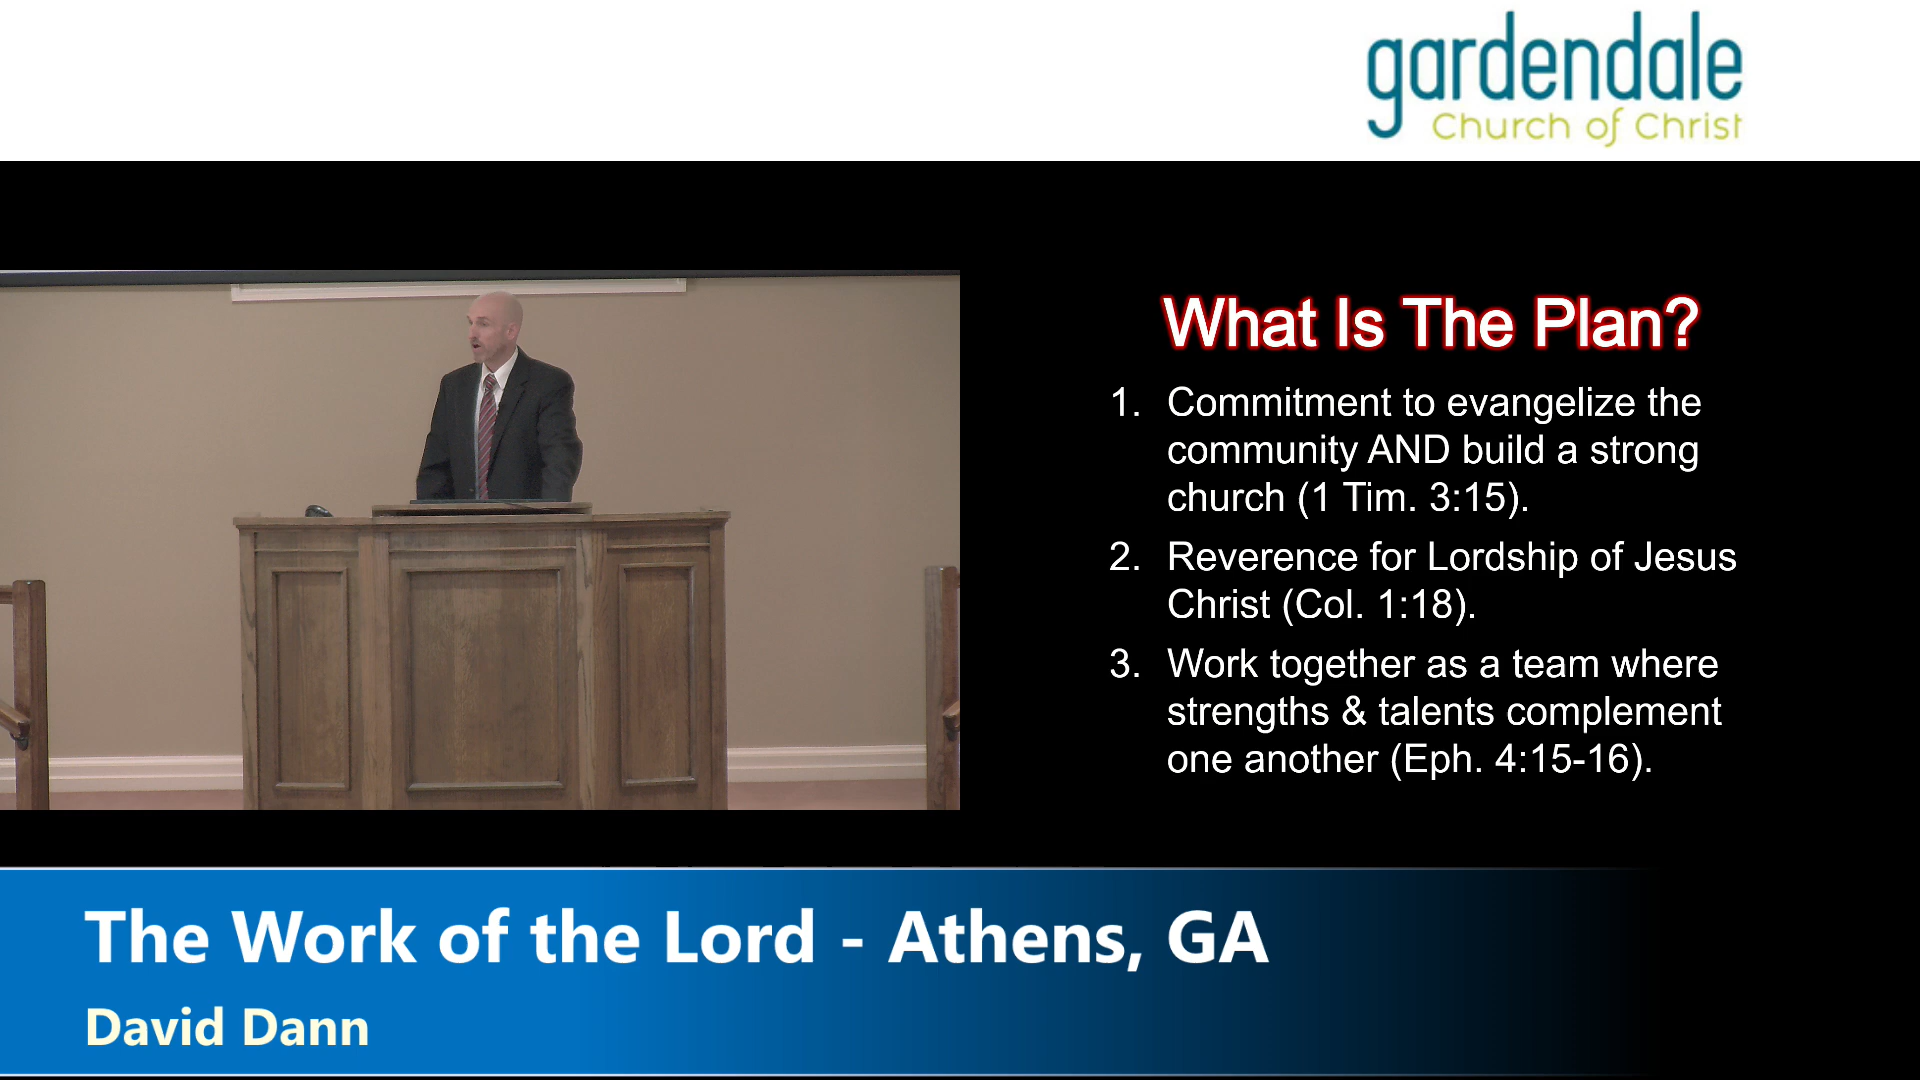 gardendale
Church of Christ
What Is The Plan?
1. Commitment to evangelize the
community AND build a strong
church (1 Tim. 3:15).
2. Reverence for Lordship of Jesus
Christ (Col. 1:18).
3. Work together as a team where
strengths & talents complement
one another (Eph. 4:15-16).
The Work of the Lord - Athens, GA
David Dann